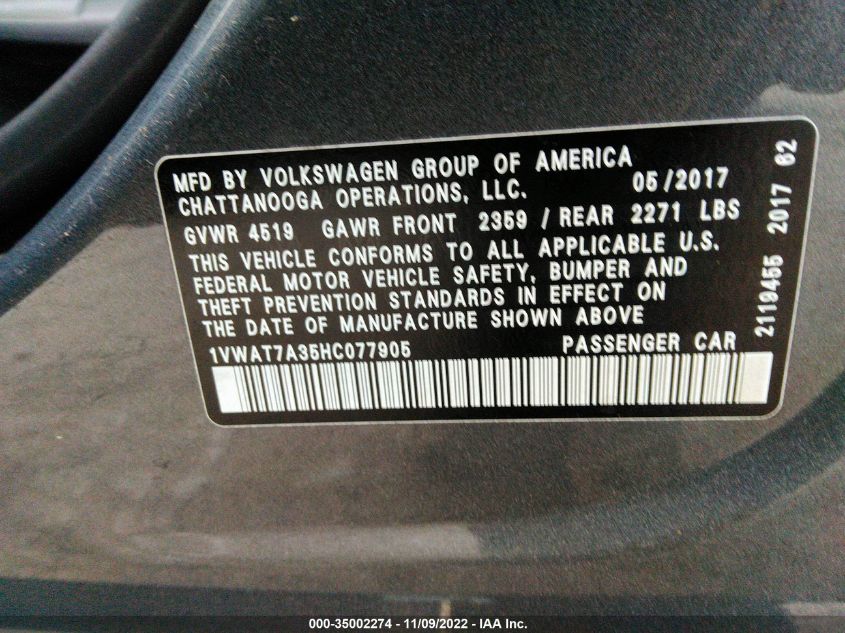 MFD BY VOLKSWAGEN GROUP OF AMERICA
CHATTANOOGA OPERATIONS, LLC. 05/2017
GVWR 4519 GAWR FRONT 2359 / REAR 2271 LBS
THIS VEHICLE CONFORMS TO ALL APPLICABLE U.S.
FEDERAL MOTOR VEHICLE SAFETY, BUMPER AND
THEFT PREVENTION STANDARDS IN EFFECT ON
THE DATE OF MANUFACTURE SHOWN ABOVE
1VWAT7A35HC077905 PASSENGER CAR
2119455 2017 62
000-35002274 - 11/09/2022 - IAA Inc.